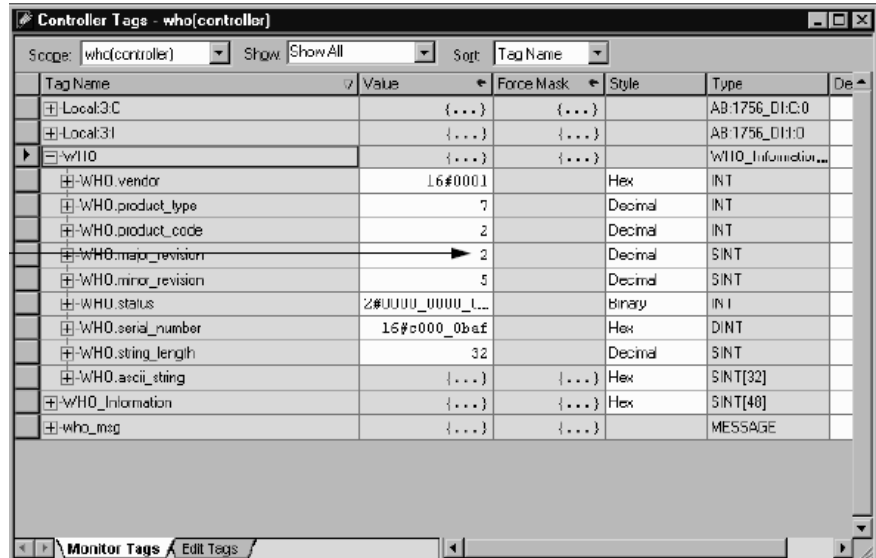 Controller Tags - who(controller)
Scope: who(controller) Show: Show All Sort: Tag Name
Tag Name Value Force Mask Style Type De
Local:3:C {...} {...} AB:1756_DI:C:0
Local:3:I {...} {...} AB:1756_DI:I:0
WHO {...} {...} WHO_Information...
WHO.vendor 16#0001 Hex INT
WHO.product_type 7 Decimal INT
WHO.product_code 2 Decimal INT
WHO.major_revision 2 Decimal SINT
WHO.minor_revision 5 Decimal SINT
WHO.status 2#0000_0000_0... Binary INT
WHO.serial_number 16#c000_0baf Hex DINT
WHO.string_length 32 Decimal SINT
WHO.ascii_string {...} {...} Hex SINT[32]
WHO_Information {...} {...} Hex SINT[48]
who_msg {...} {...} MESSAGE
Monitor Tags Edit Tags